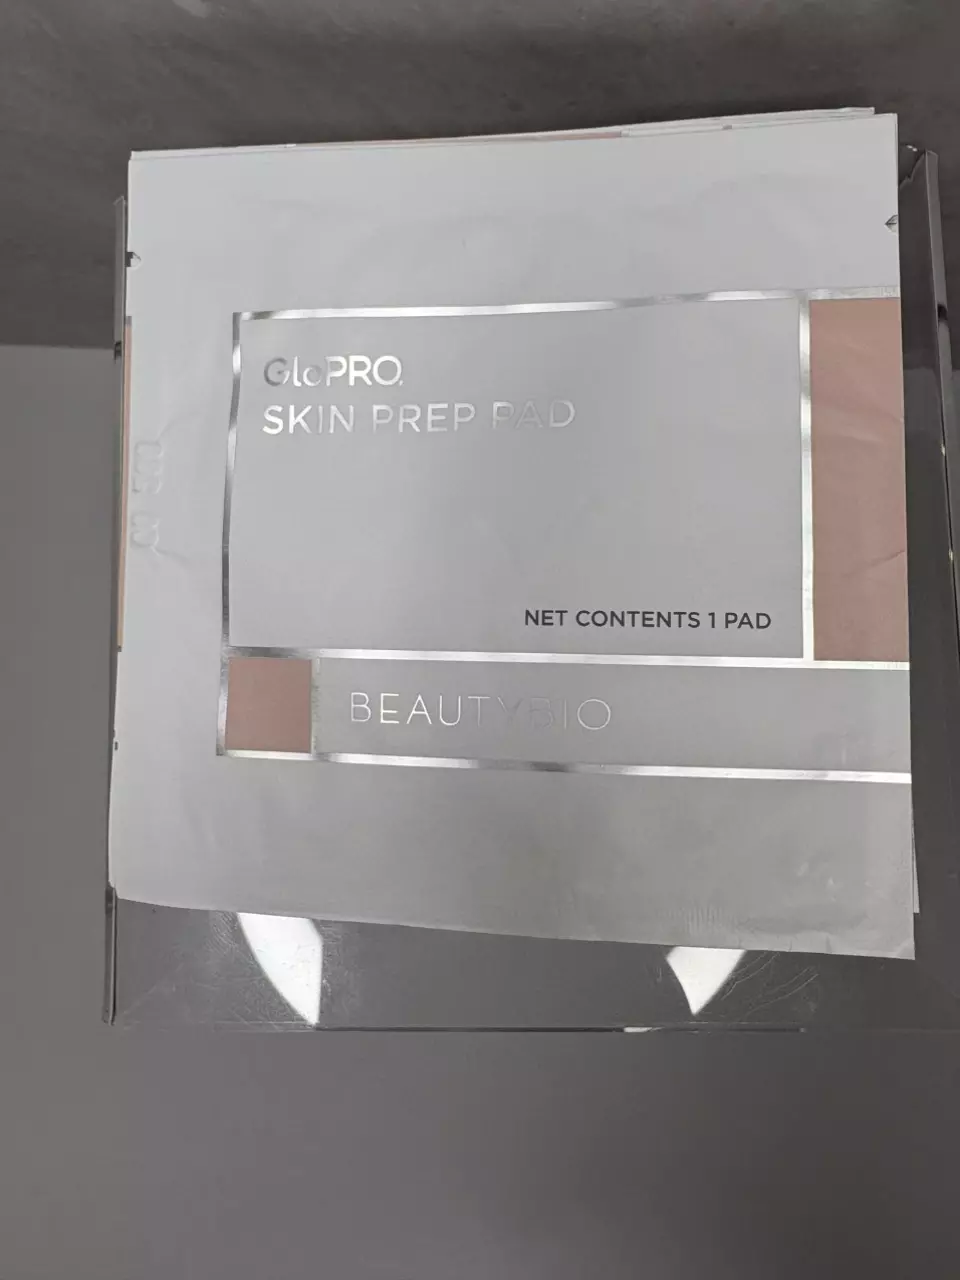 GloPRO.
SKIN PREP PAD
NET CONTENTS 1 PAD
BEAUTYBIO